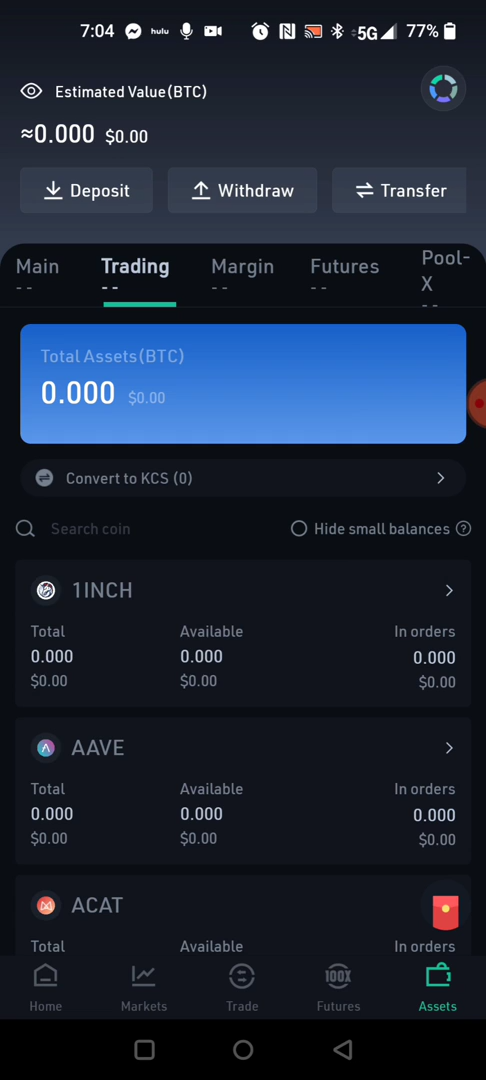 7:04 hulu 5G 77%
Estimated Value(BTC)
≈0.000 $0.00
Deposit Withdraw Transfer
Main Trading Margin Futures Pool-X
-- -- -- -- --
Total Assets(BTC)
0.000 $0.00
Convert to KCS (0)
Search coin Hide small balances ?
1INCH
Total Available In orders
0.000 0.000 0.000
$0.00 $0.00 $0.00
AAVE
Total Available In orders
0.000 0.000 0.000
$0.00 $0.00 $0.00
ACAT
Total Available In orders
100X
Home Markets Trade Futures Assets